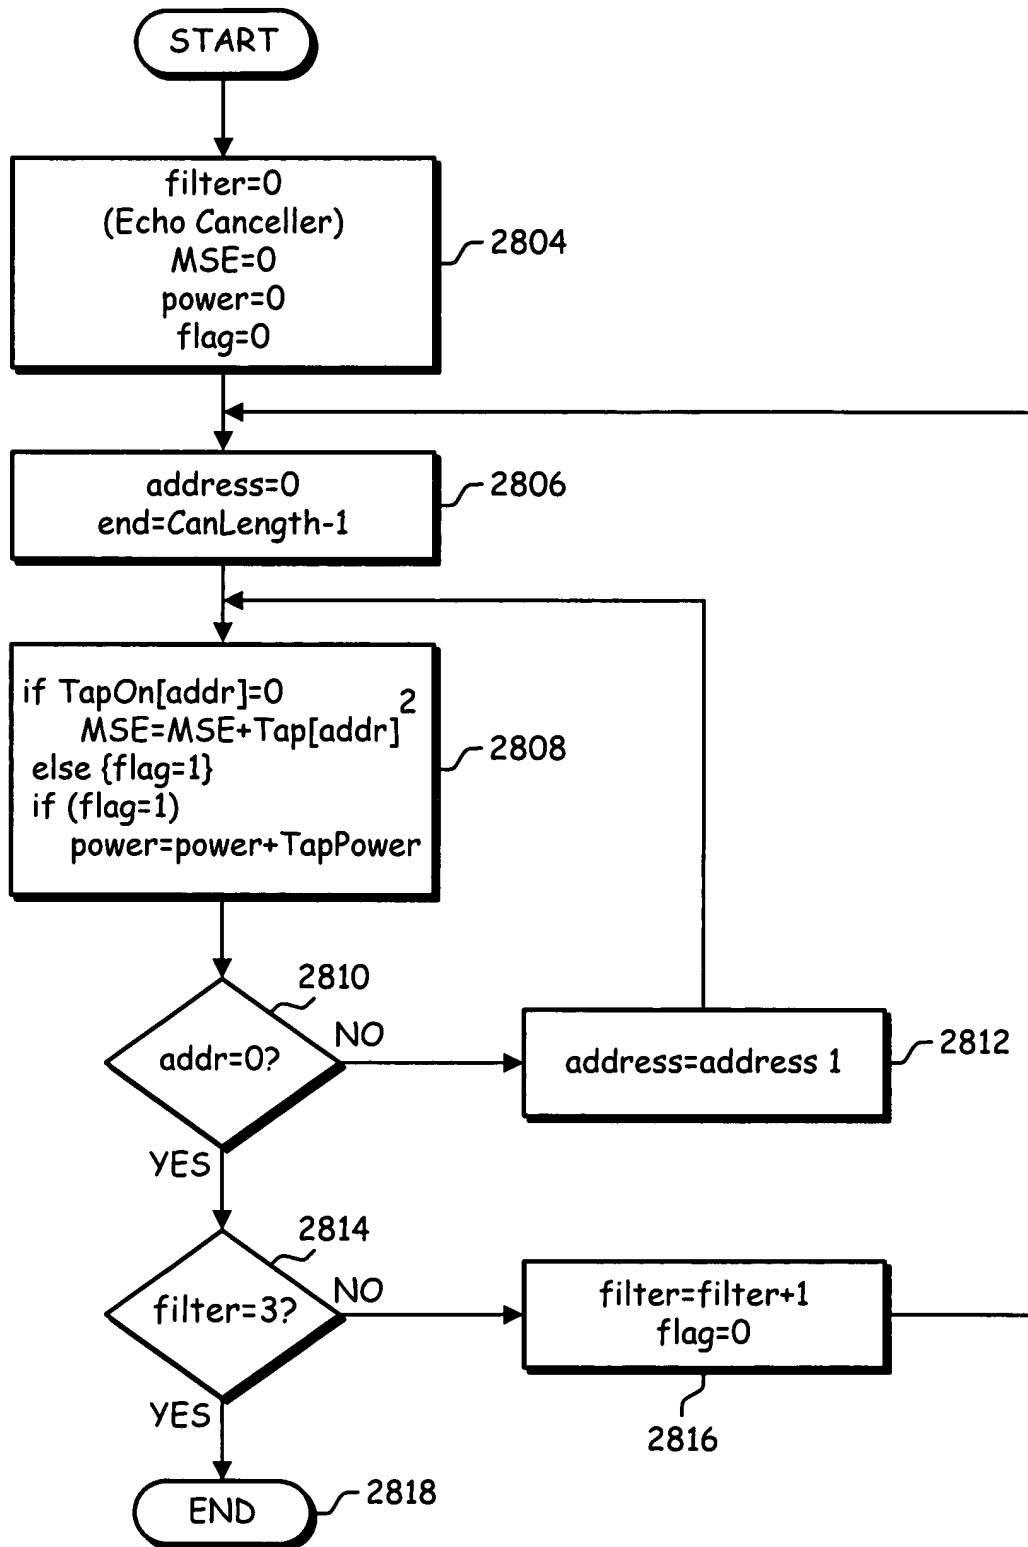 START
filter=0
(Echo Canceller)
MSE=0
power=0
flag=0
2804
address=0
end=CanLength-1
2806
if TapOn[addr]=0
MSE=MSE+Tap[addr]²
else {flag=1}
if (flag=1)
power=power+TapPower
2808
2810
addr=0?
NO
YES
address=address 1
2812
2814
filter=3?
NO
YES
filter=filter+1
flag=0
2816
END
2818